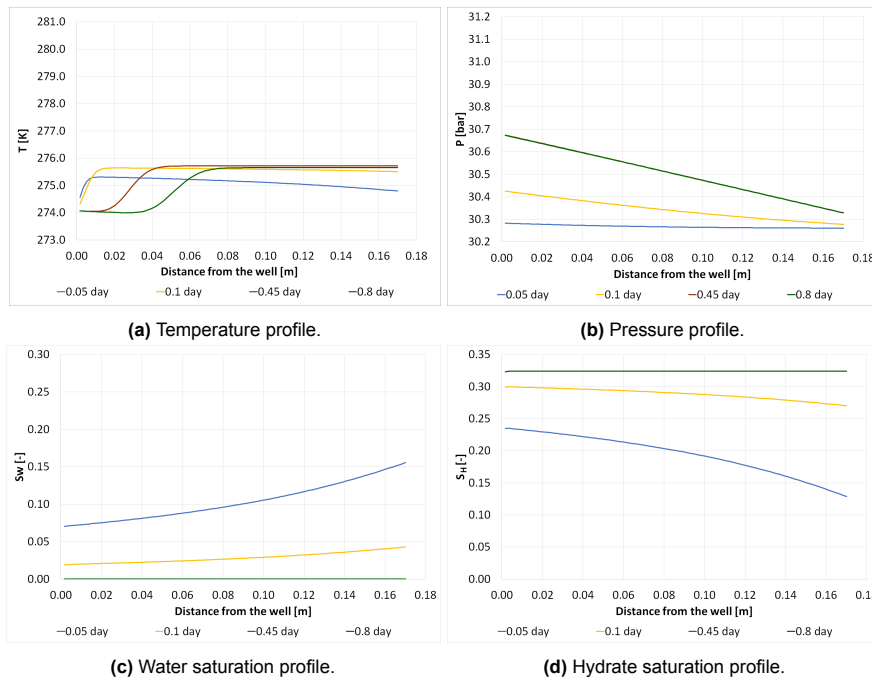 281.0
280.0
279.0
278.0
277.0
276.0
275.0
274.0
273.0
T [K]
0.00 0.02 0.04 0.06 0.08 0.10 0.12 0.14 0.16 0.18
Distance from the well [m]
0.05 day 0.1 day 0.45 day 0.8 day
(a) Temperature profile.
31.2
31.1
31.0
30.9
30.8
30.7
30.6
30.5
30.4
30.3
30.2
P [bar]
0.00 0.02 0.04 0.06 0.08 0.10 0.12 0.14 0.16 0.18
Distance from the well [m]
0.05 day 0.1 day 0.45 day 0.8 day
(b) Pressure profile.
0.30
0.25
0.20
0.15
0.10
0.05
0.00
Sw [-]
0.00 0.02 0.04 0.06 0.08 0.10 0.12 0.14 0.16 0.18
Distance from the well [m]
0.05 day 0.1 day 0.45 day 0.8 day
(c) Water saturation profile.
0.35
0.30
0.25
0.20
0.15
0.10
0.05
0.00
S_H [-]
0.00 0.02 0.04 0.06 0.08 0.10 0.12 0.14 0.16 0.18
Distance from the well [m]
0.05 day 0.1 day 0.45 day 0.8 day
(d) Hydrate saturation profile.